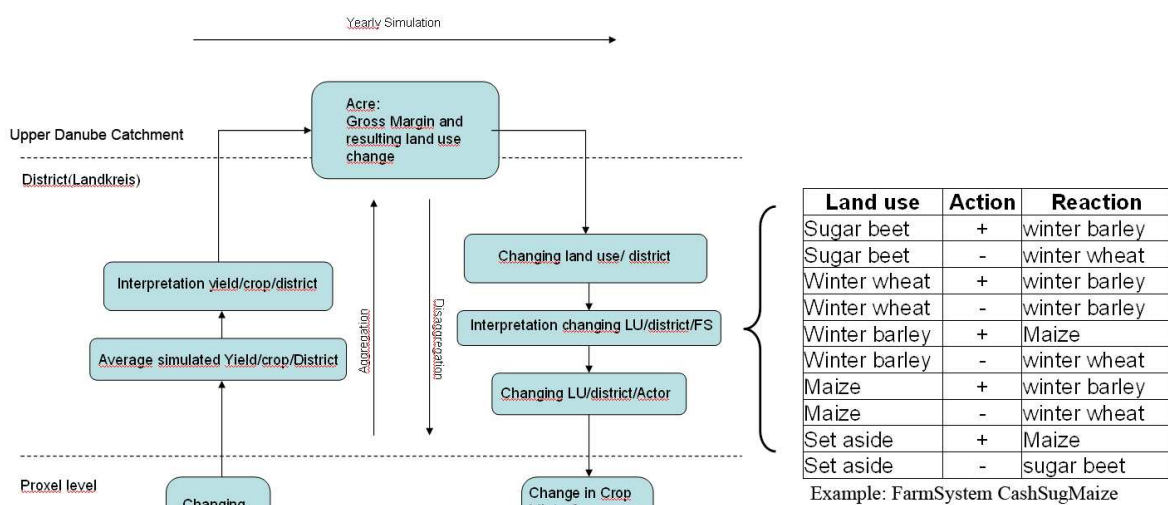 Yearly Simulation
Acre:
Gross Margin and
resulting land use
change
Upper Danube Catchment
District(Landkreis)
Changing land use/ district
Interpretation yield/crop/district
Interpretation changing LU/district/FS
Average simulated Yield/crop/District
Changing LU/district/Actor
Aggregation
Disaggregation
Proxel level
Changing
Change in Crop
Land use Action Reaction
Sugar beet + winter barley
Sugar beet - winter wheat
Winter wheat + winter barley
Winter wheat - winter barley
Winter barley + Maize
Winter barley - winter wheat
Maize + winter barley
Maize - winter wheat
Set aside + Maize
Set aside - sugar beet
Example: FarmSystem CashSugMaize